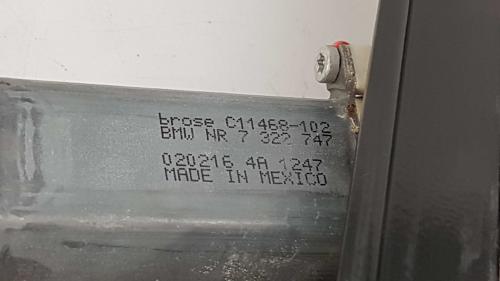 brose C11468-102
BMW NR 7 322 747
020216 4A 1247
MADE IN MEXICO